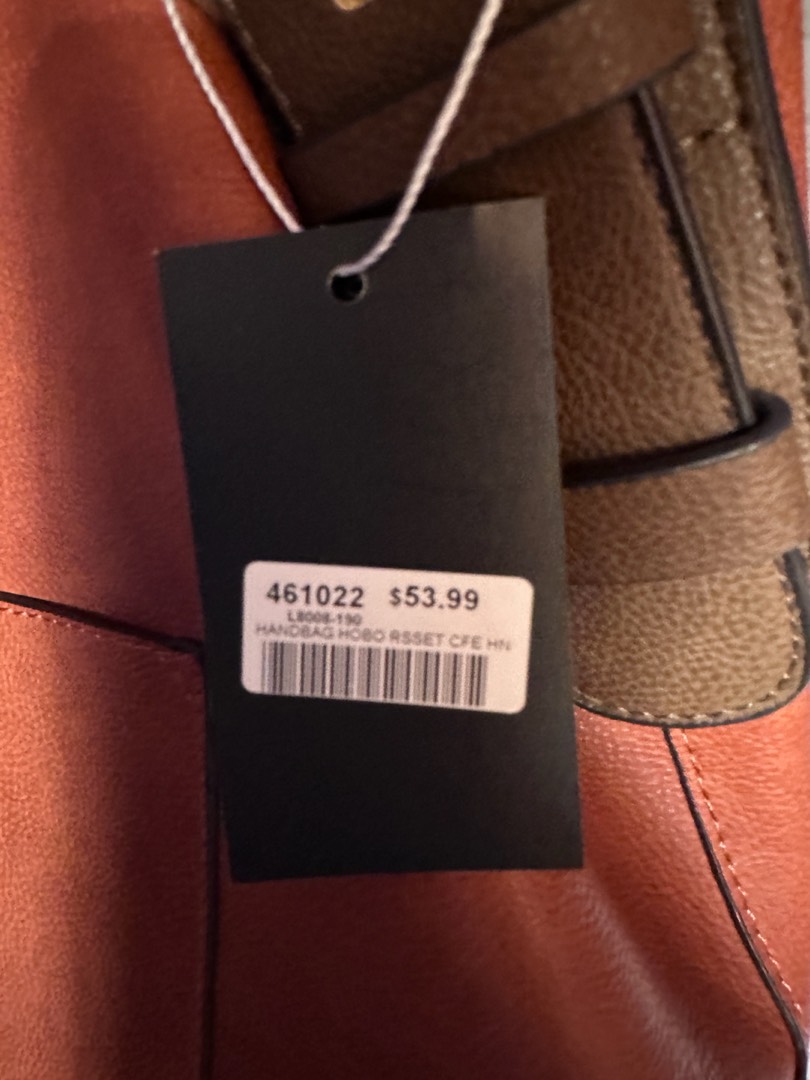 461022 $53.99
L8008-190
HANDBAG HOBO RSSET CFE HN